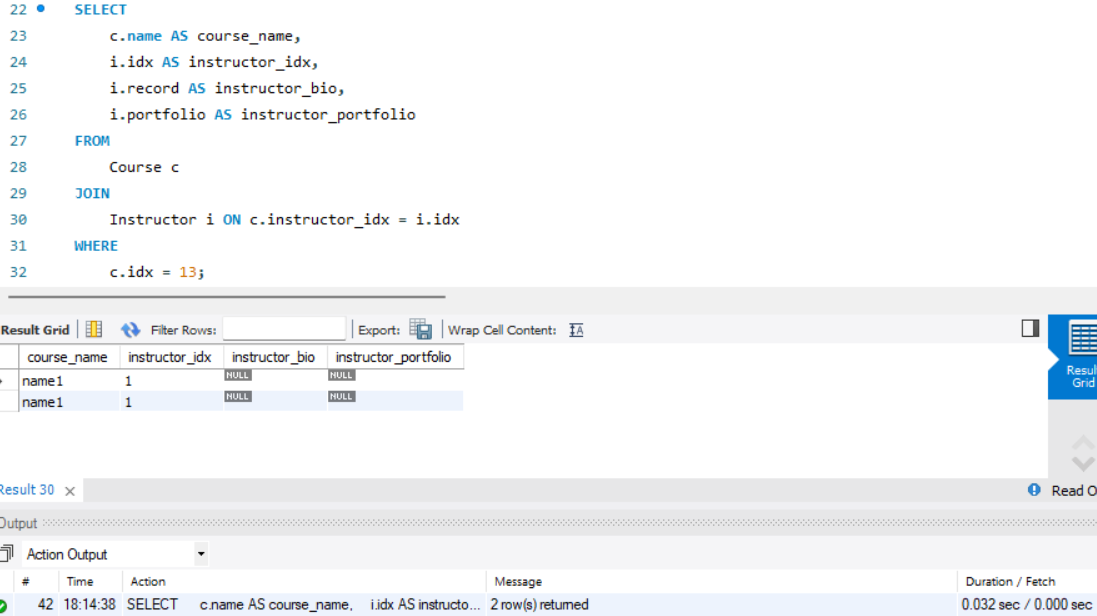 22 SELECT
23 c.name AS course_name,
24 i.idx AS instructor_idx,
25 i.record AS instructor_bio,
26 i.portfolio AS instructor_portfolio
27 FROM
28 Course c
29 JOIN
30 Instructor i ON c.instructor_idx = i.idx
31 WHERE
32 c.idx = 13;
Result Grid Filter Rows: Export: Wrap Cell Content: IA
course_name instructor_idx instructor_bio instructor_portfolio
name1 1 NULL NULL
name1 1 NULL NULL
Result
Grid
Result 30 Read O
Output
Action Output
# Time Action Message Duration / Fetch
42 18:14:38 SELECT c.name AS course_name, i.idx AS instructo... 2 row(s) returned 0.032 sec / 0.000 sec